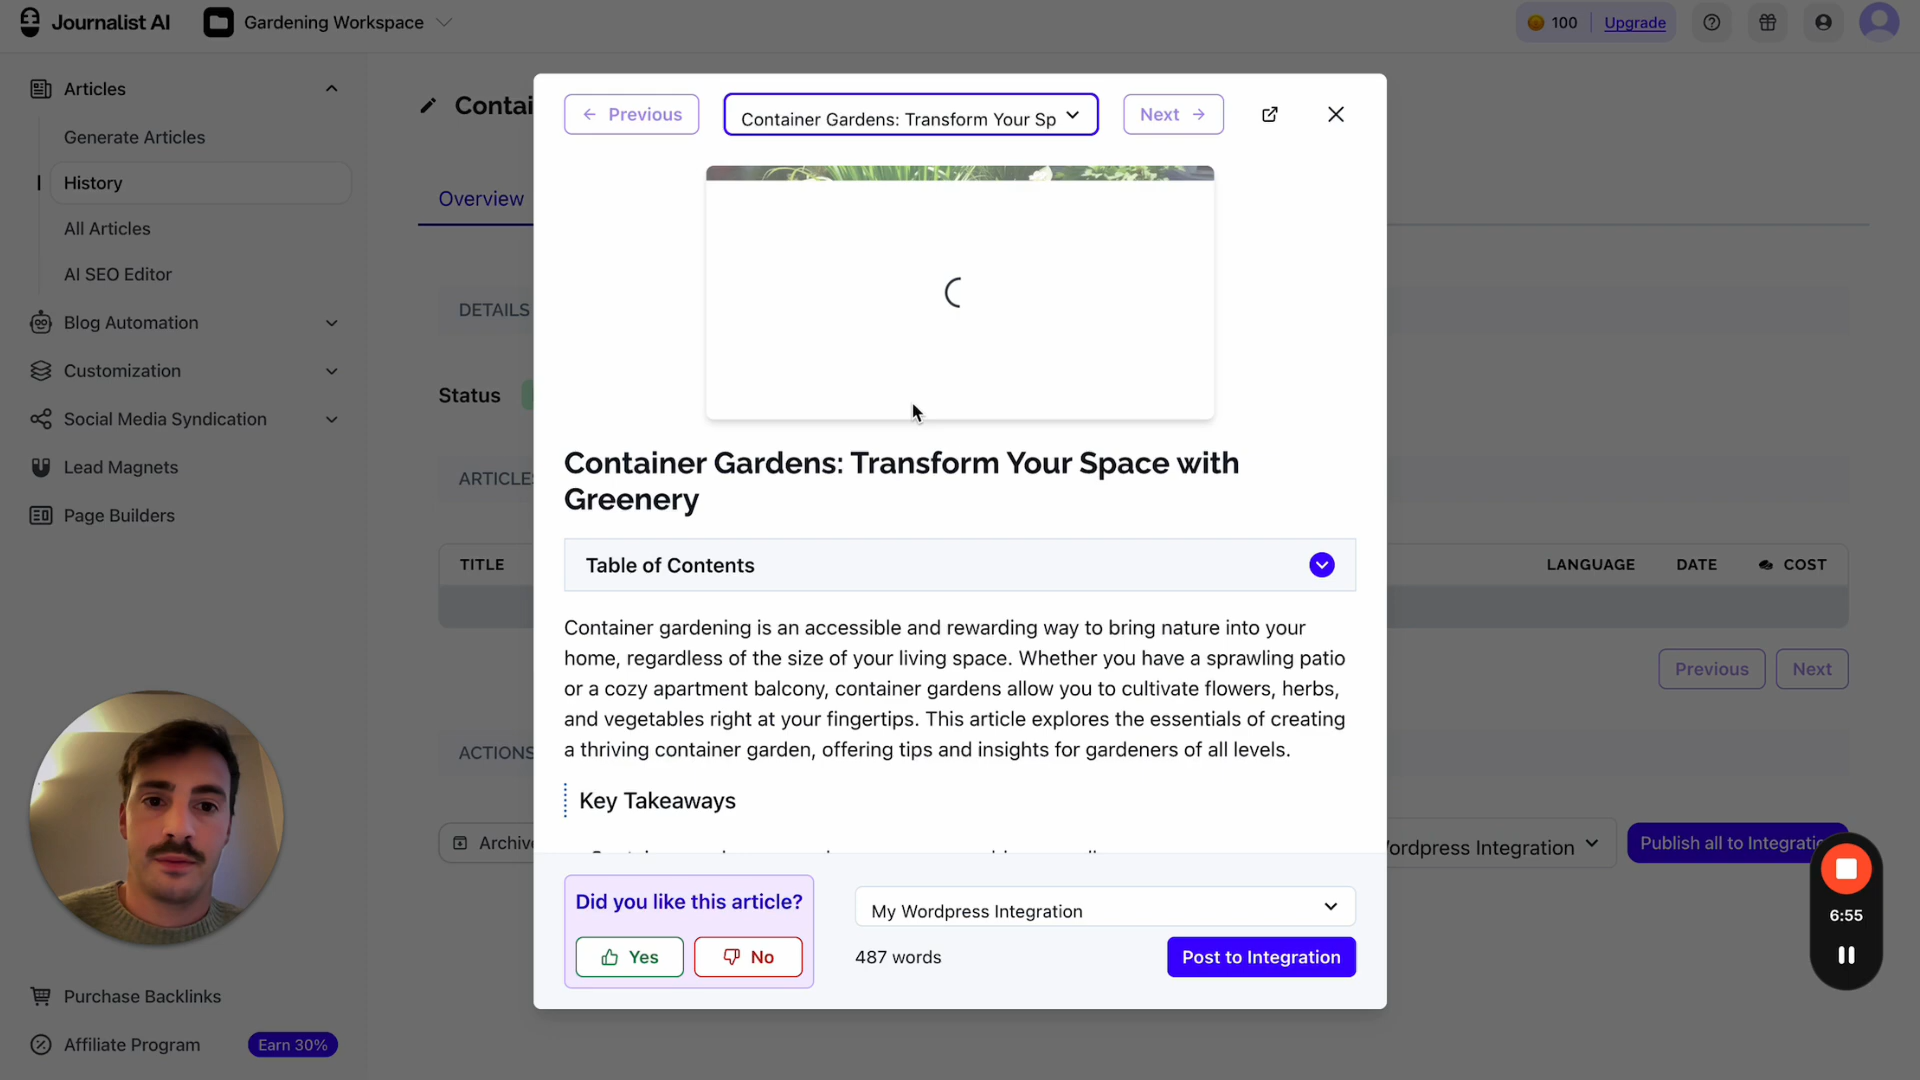 Journalist AI
Gardening Workspace
100
Upgrade
Articles
Generate Articles
History
All Articles
AI SEO Editor
Blog Automation
Customization
Social Media Syndication
Lead Magnets
Page Builders
Purchase Backlinks
Affiliate Program
Earn 30%
Contai
Overview
DETAILS
Status
ARTICLES
TITLE
LANGUAGE
DATE
COST
Previous
Next
ACTIONS
Archive
ordpress Integration
Publish all to Integratio
← Previous
Container Gardens: Transform Your Sp
Next →
Container Gardens: Transform Your Space with
Greenery
Table of Contents
Container gardening is an accessible and rewarding way to bring nature into your
home, regardless of the size of your living space. Whether you have a sprawling patio
or a cozy apartment balcony, container gardens allow you to cultivate flowers, herbs,
and vegetables right at your fingertips. This article explores the essentials of creating
a thriving container garden, offering tips and insights for gardeners of all levels.
Key Takeaways
Did you like this article?
Yes
No
My Wordpress Integration
487 words
Post to Integration
6:55